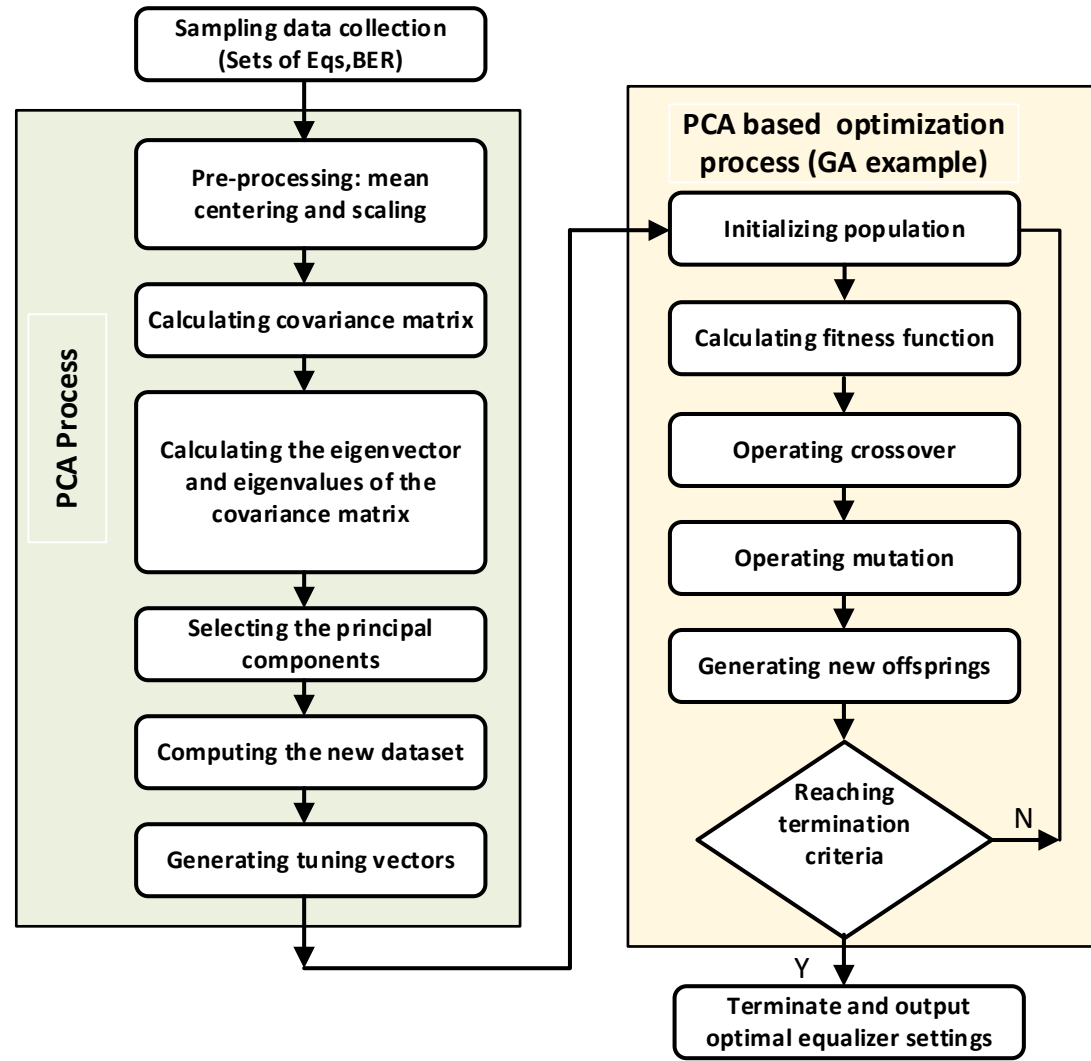 Sampling data collection
(Sets of Eqs,BER)
PCA Process
Pre-processing: mean
centering and scaling
Calculating covariance matrix
Calculating the eigenvector
and eigenvalues of the
covariance matrix
Selecting the principal
components
Computing the new dataset
Generating tuning vectors
PCA based optimization
process (GA example)
Initializing population
Calculating fitness function
Operating crossover
Operating mutation
Generating new offsprings
Reaching
termination
criteria
N
Y
Terminate and output
optimal equalizer settings